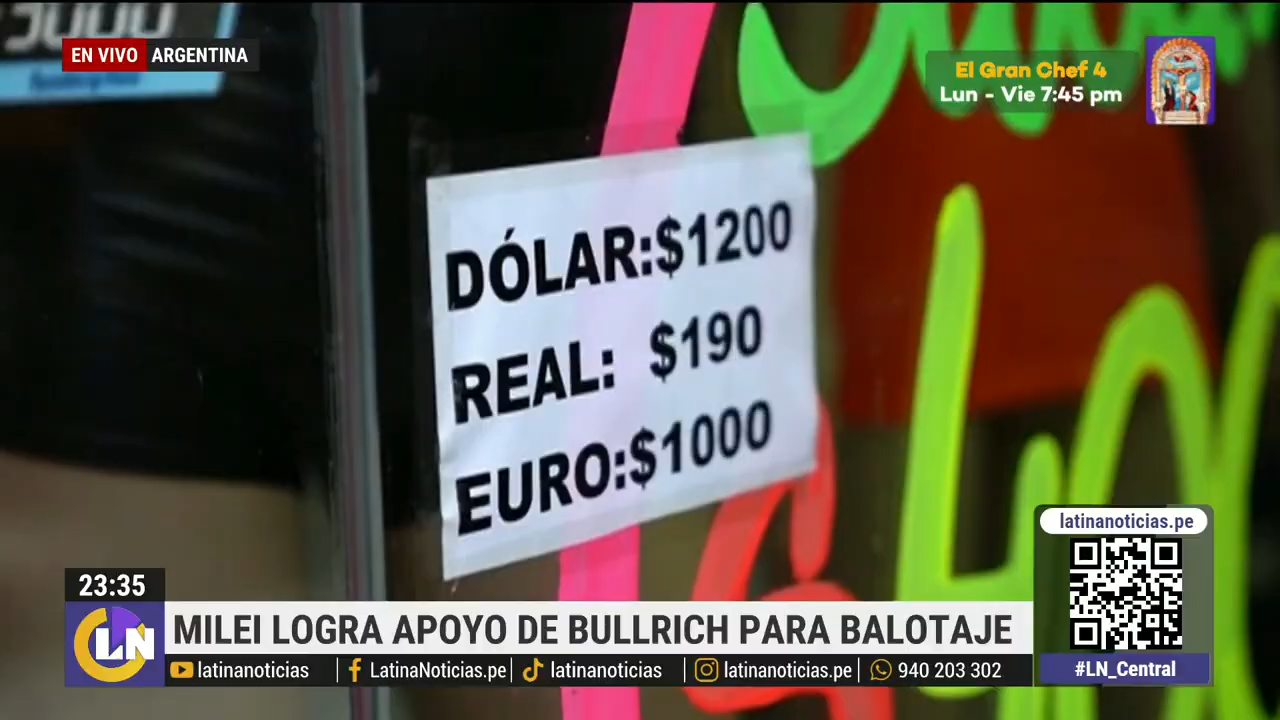 EN VIVO ARGENTINA
El Gran Chef 4
Lun - Vie 7:45 pm
DÓLAR:$1200
REAL: $190
EURO:$1000
latinanoticias.pe
23:35
LN
MILEI LOGRA APOYO DE BULLRICH PARA BALOTAJE
latinanoticias LatinaNoticias.pe latinanoticias latinanoticias.pe 940 203 302
#LN_Central